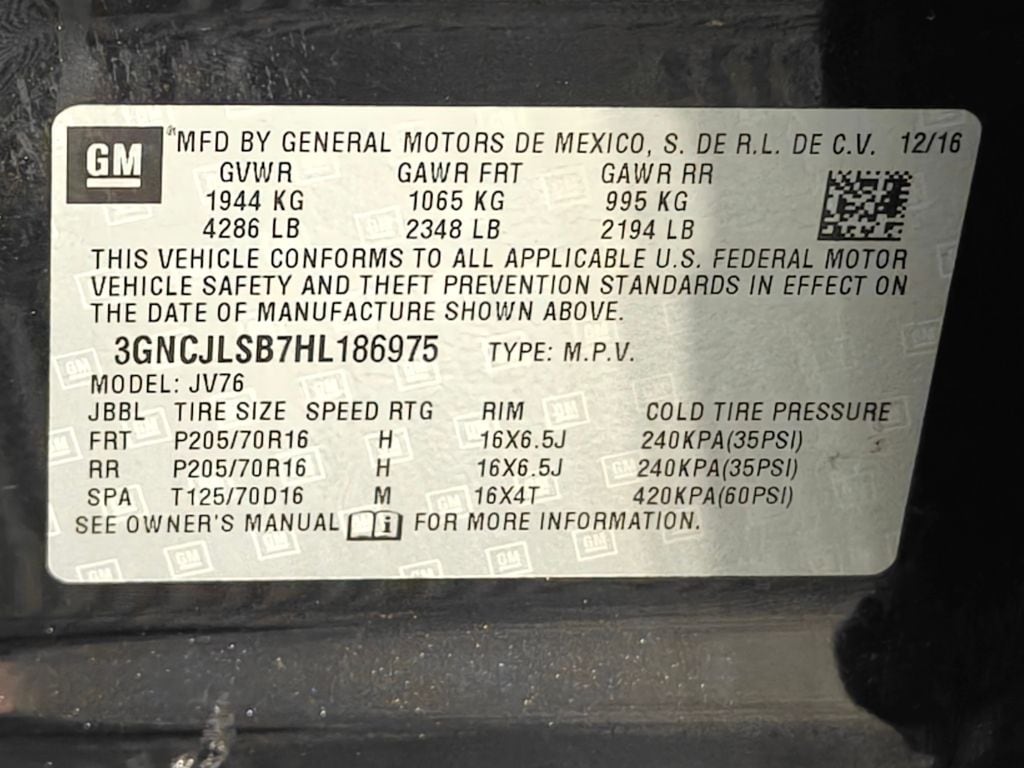 GM ® MFD BY GENERAL MOTORS DE MEXICO, S. DE R.L. DE C.V. 12/16
GVWR GAWR FRT GAWR RR
1944 KG 1065 KG 995 KG
4286 LB 2348 LB 2194 LB
THIS VEHICLE CONFORMS TO ALL APPLICABLE U.S. FEDERAL MOTOR
VEHICLE SAFETY AND THEFT PREVENTION STANDARDS IN EFFECT ON
THE DATE OF MANUFACTURE SHOWN ABOVE.
3GNCJLSB7HL186975 TYPE: M.P.V.
MODEL: JV76
JBBL TIRE SIZE SPEED RTG RIM COLD TIRE PRESSURE
FRT P205/70R16 H 16X6.5J 240KPA(35PSI)
RR P205/70R16 H 16X6.5J 240KPA(35PSI)
SPA T125/70D16 M 16X4T 420KPA(60PSI)
SEE OWNER'S MANUAL i FOR MORE INFORMATION.